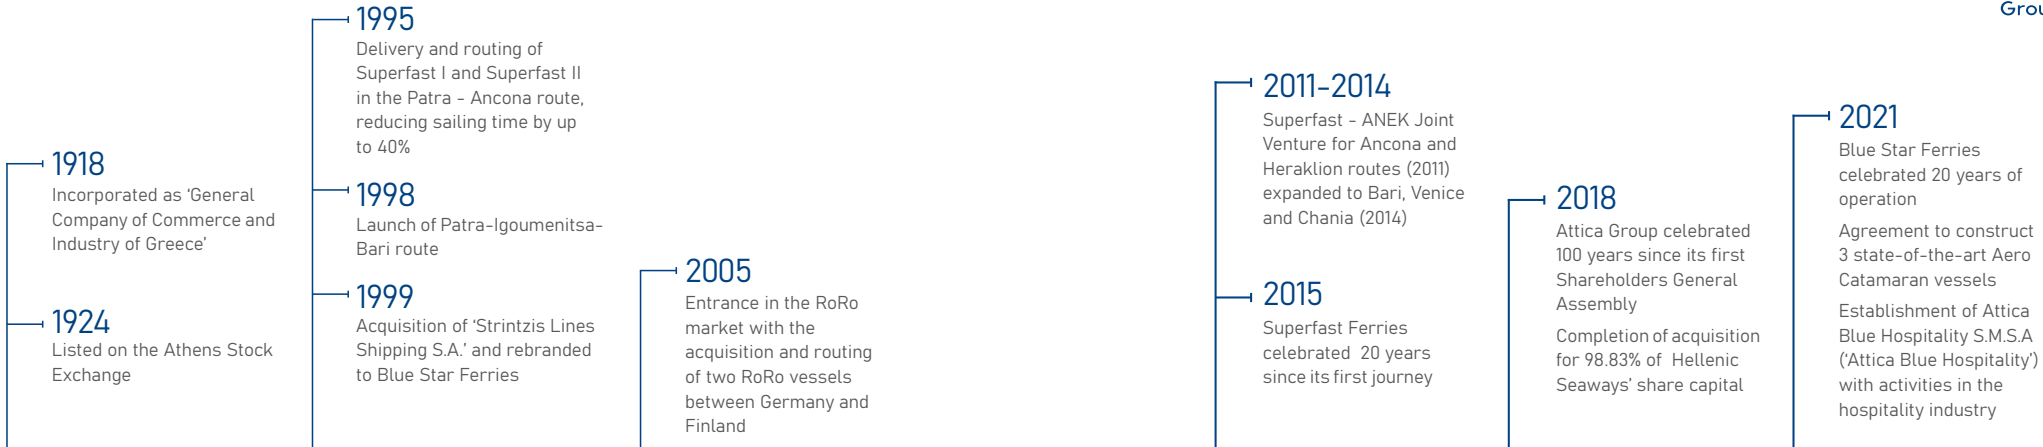 1918
Incorporated as ‘General
Company of Commerce and
Industry of Greece’
1924
Listed on the Athens Stock
Exchange
1995
Delivery and routing of
Superfast I and Superfast II
in the Patra - Ancona route,
reducing sailing time by up
to 40%
1998
Launch of Patra-Igoumenitsa-
Bari route
1999
Acquisition of ‘Strintzis Lines
Shipping S.A.’ and rebranded
to Blue Star Ferries
2005
Entrance in the RoRo
market with the
acquisition and routing
of two RoRo vessels
between Germany and
Finland
2011-2014
Superfast - ANEK Joint
Venture for Ancona and
Heraklion routes (2011)
expanded to Bari, Venice
and Chania (2014)
2015
Superfast Ferries
celebrated 20 years
since its first journey
2018
Attica Group celebrated
100 years since its first
Shareholders General
Assembly
Completion of acquisition
for 98.83% of Hellenic
Seaways’ share capital
2021
Blue Star Ferries
celebrated 20 years of
operation
Agreement to construct
3 state-of-the-art Aero
Catamaran vessels
Establishment of Attica
Blue Hospitality S.M.S.A
(‘Attica Blue Hospitality’)
with activities in the
hospitality industry